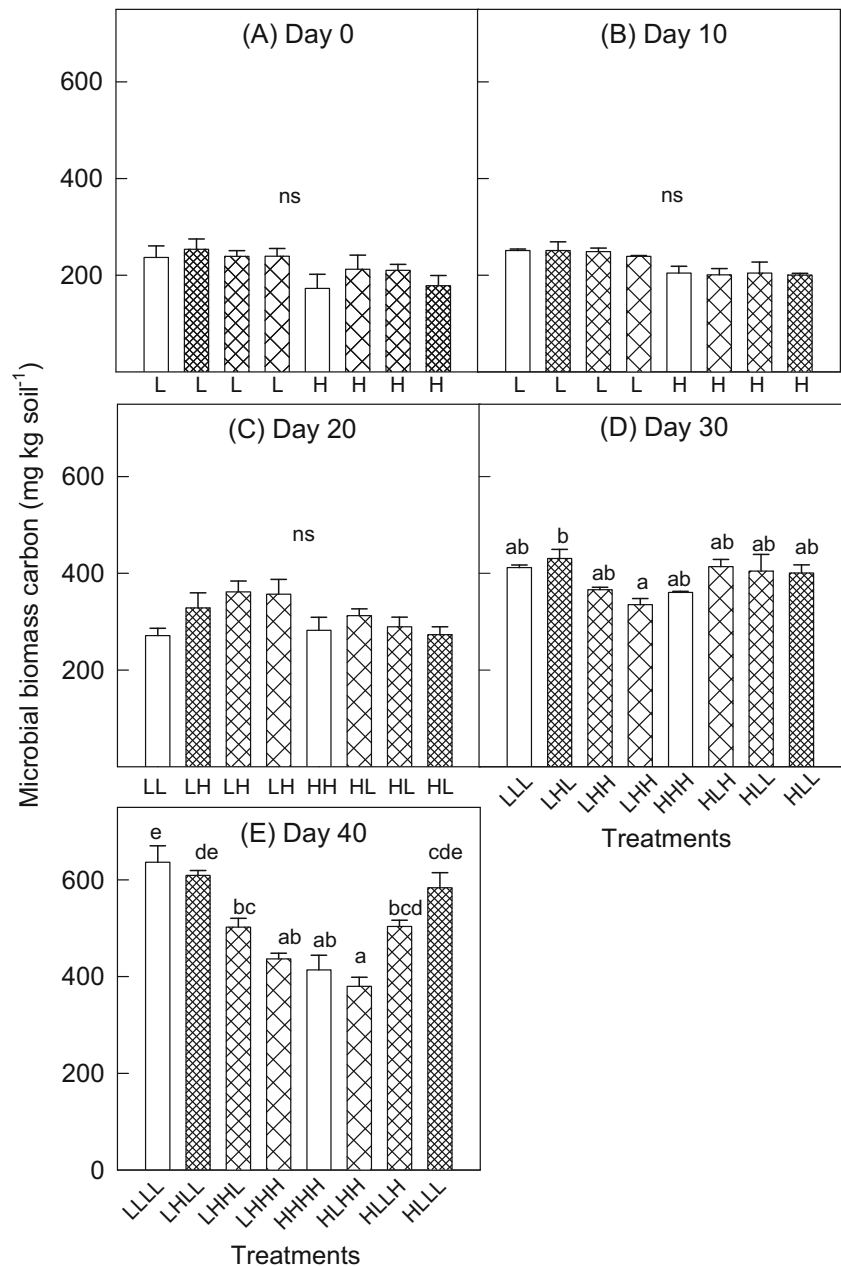 (A) Day 0
(B) Day 10
600
400
200
ns
ns
L L L L H H H H
L L L L H H H H
(C) Day 20
(D) Day 30
600
400
200
ns
ab b ab a ab ab ab ab
LL LH LH LH HH HL HL HL
LLL LHL LHH LHH HHH HLH HLL HLL
Treatments
Microbial biomass carbon (mg kg soil⁻¹)
(E) Day 40
600
400
200
0
e de bc ab ab a bcd cde
LLLL LHLL LHHL LHHH HHHH HLHH HLLH HLLL
Treatments